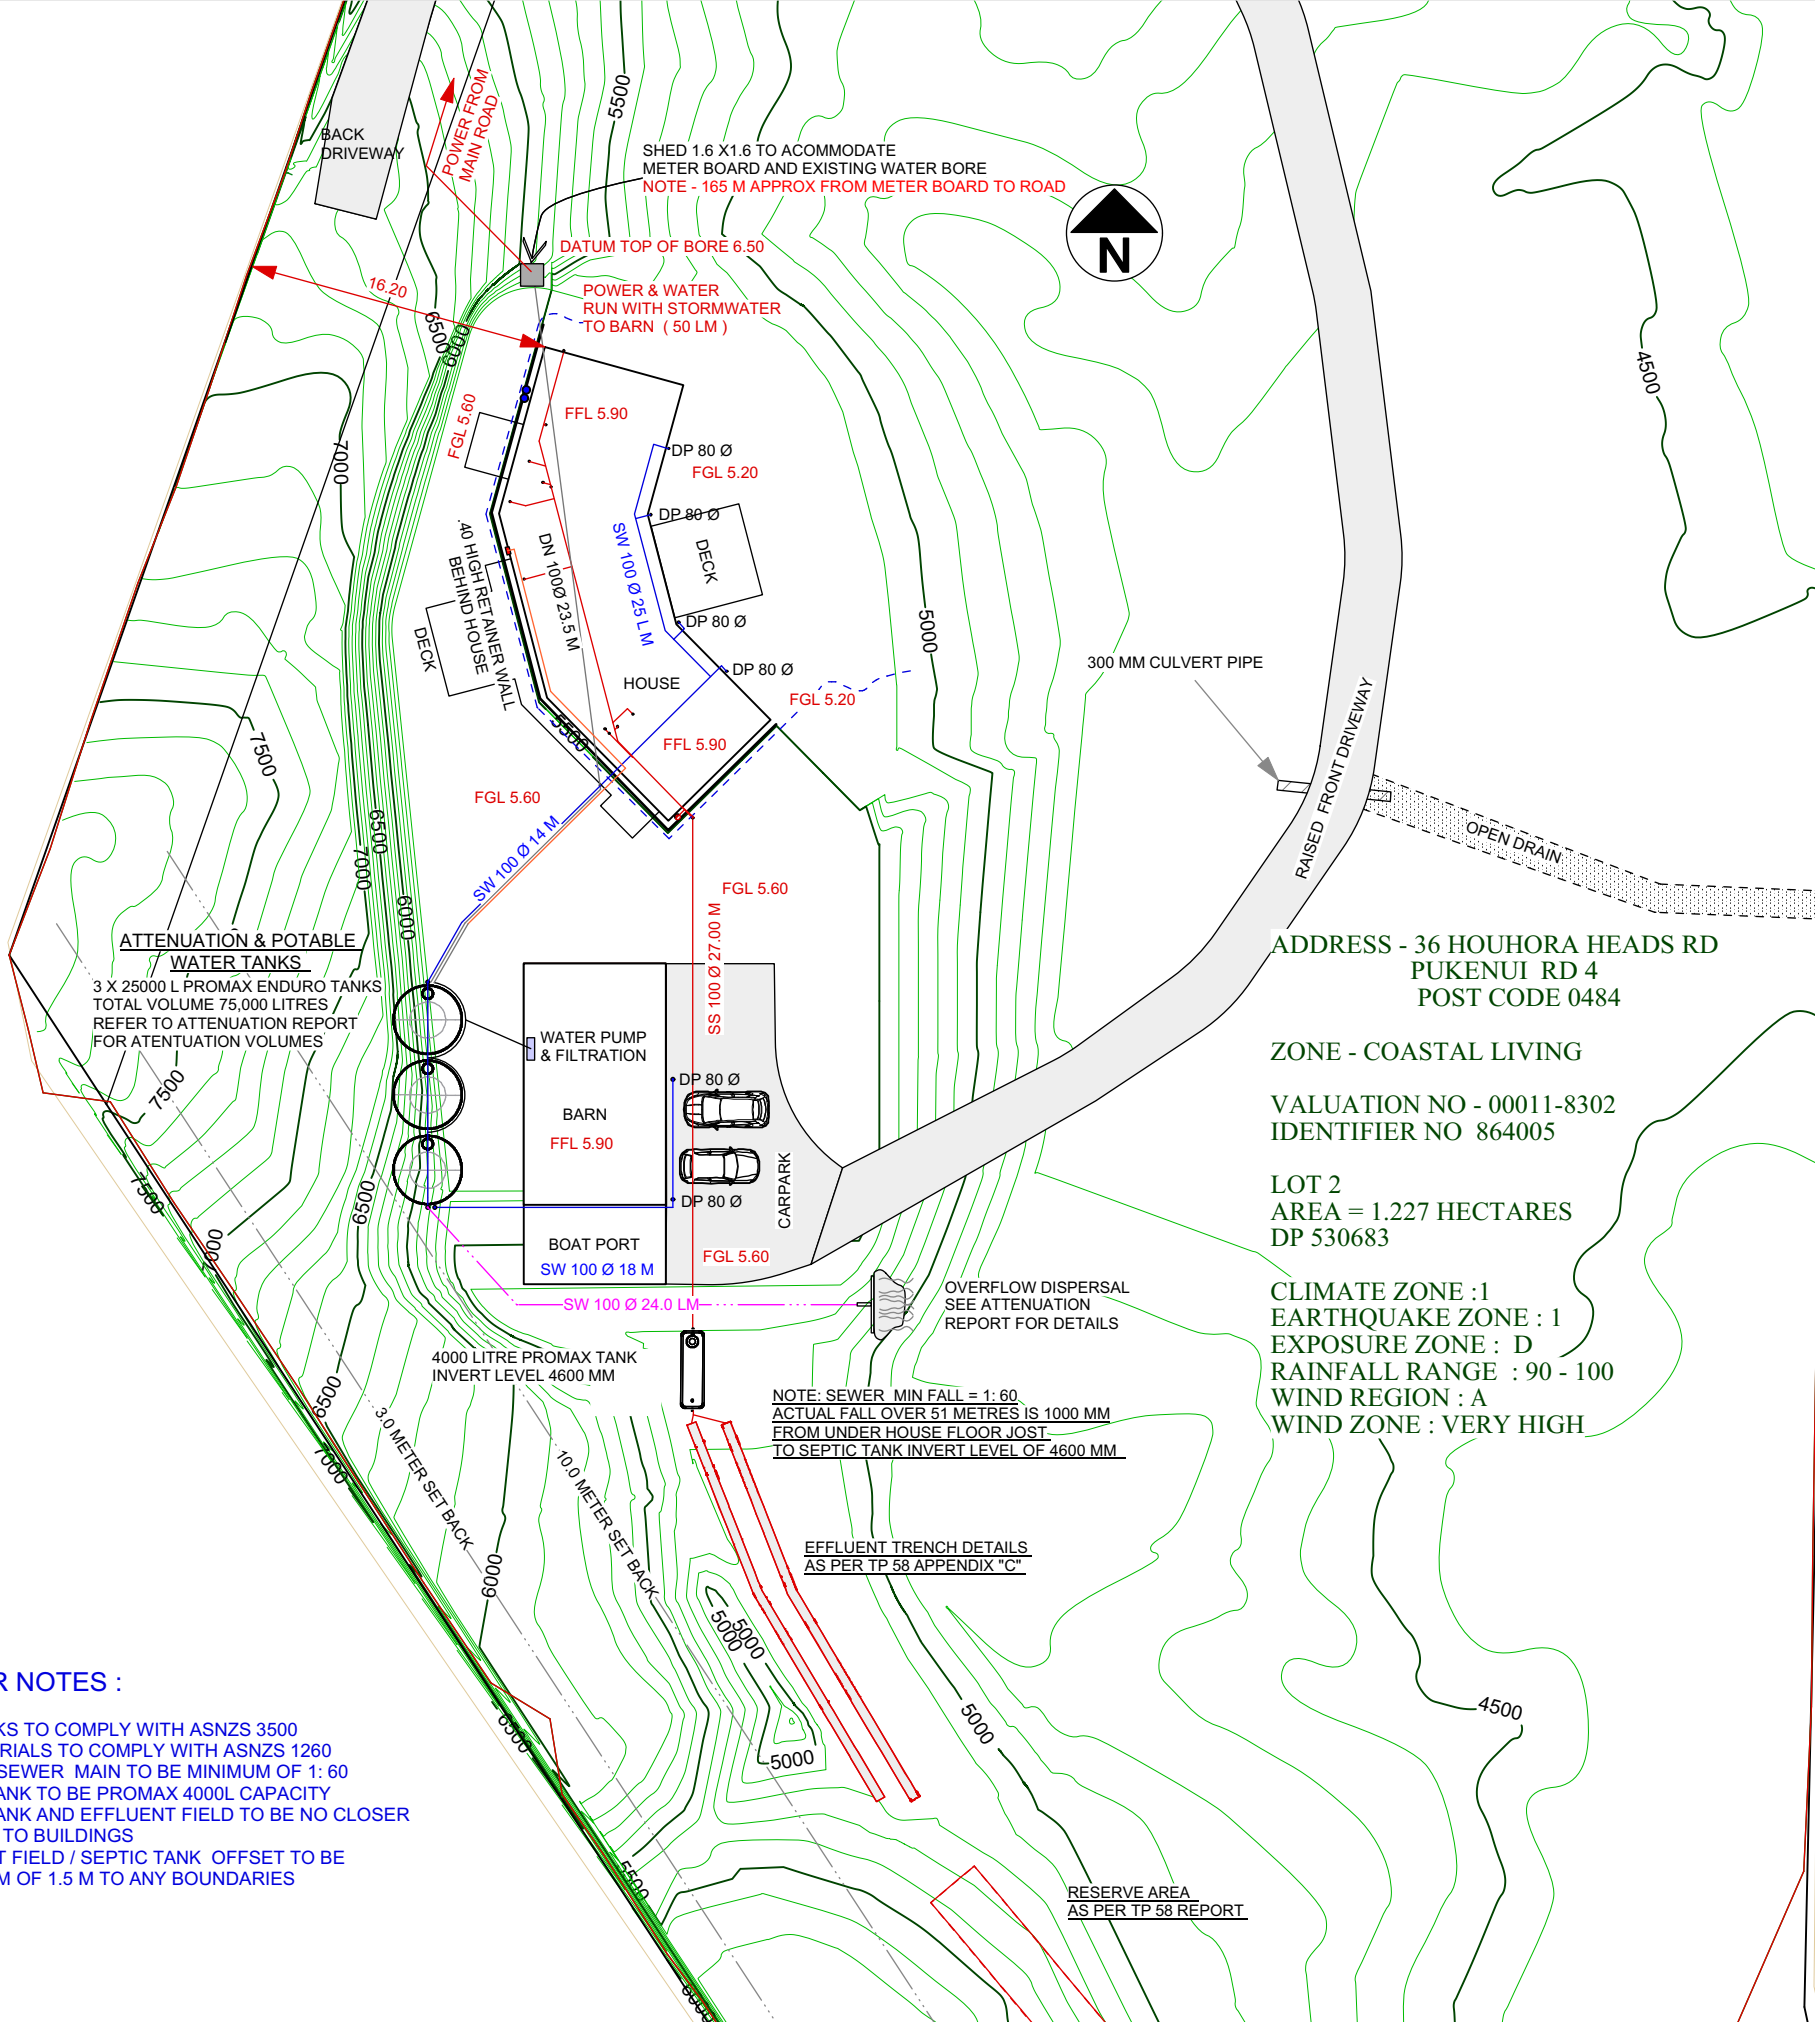 BACK
DRIVEWAY
POWER FROM
MAIN ROAD
5500
SHED 1.6 X1.6 TO ACOMMODATE
METER BOARD AND EXISTING WATER BORE
NOTE - 165 M APPROX FROM METER BOARD TO ROAD
N
DATUM TOP OF BORE 6.50
16.20
POWER & WATER
RUN WITH STORMWATER
TO BARN ( 50 LM )
6500
6000
4500
FGL 5.60
FFL 5.90
7000
DP 80 Ø
FGL 5.20
DP 80 Ø
DECK
.40 HIGH RETAINER WALL
BEHIND HOUSE
DN 100Ø 23.5 M
SW 100 Ø 25 L M
DECK
DP 80 Ø
5000
DP 80 Ø
HOUSE
300 MM CULVERT PIPE
FGL 5.20
5500
FFL 5.90
7500
RAISED  FRONT DRIVEWAY
FGL 5.60
6500
7000
SW 100 Ø 14 M
OPEN DRAIN
FGL 5.60
6000
SS 100 Ø 27.00 M
ATTENUATION & POTABLE
WATER TANKS
3 X 25000 L PROMAX ENDURO TANKS
TOTAL VOLUME 75,000 LITRES
REFER TO ATTENUATION REPORT
FOR ATENTUATION VOLUMES
ADDRESS - 36 HOUHORA HEADS RD
PUKENUI  RD 4
POST CODE 0484
WATER PUMP
& FILTRATION
ZONE - COASTAL LIVING
7500
DP 80 Ø
BARN
FFL 5.90
VALUATION NO - 00011-8302
IDENTIFIER NO  864005
7500
6500
DP 80 Ø
CARPARK
LOT 2
AREA = 1.227 HECTARES
DP 530683
7000
BOAT PORT
SW 100 Ø 18 M
FGL 5.60
SW 100 Ø 24.0 LM
OVERFLOW DISPERSAL
SEE ATTENUATION
REPORT FOR DETAILS
CLIMATE ZONE :1
EARTHQUAKE ZONE : 1
EXPOSURE ZONE :  D
RAINFALL RANGE  : 90 - 100
WIND REGION : A
WIND ZONE : VERY HIGH
4000 LITRE PROMAX TANK
INVERT LEVEL 4600 MM
NOTE: SEWER  MIN FALL = 1: 60
ACTUAL FALL OVER 51 METRES IS 1000 MM
FROM UNDER HOUSE FLOOR JOST
TO SEPTIC TANK INVERT LEVEL OF 4600 MM
6500
7000
3.0 METER SET BACK
10.0 METER SET BACK
6000
EFFLUENT TRENCH DETAILS
AS PER TP 58 APPENDIX "C"
5000
5000
5000
5000
4500
6500
R NOTES :
KS TO COMPLY WITH ASNZS 3500
RIALS TO COMPLY WITH ASNZS 1260
SEWER  MAIN TO BE MINIMUM OF 1: 60
ANK TO BE PROMAX 4000L CAPACITY
ANK AND EFFLUENT FIELD TO BE NO CLOSER
TO BUILDINGS
T FIELD / SEPTIC TANK  OFFSET TO BE
M OF 1.5 M TO ANY BOUNDARIES
5500
RESERVE AREA
AS PER TP 58 REPORT
6000